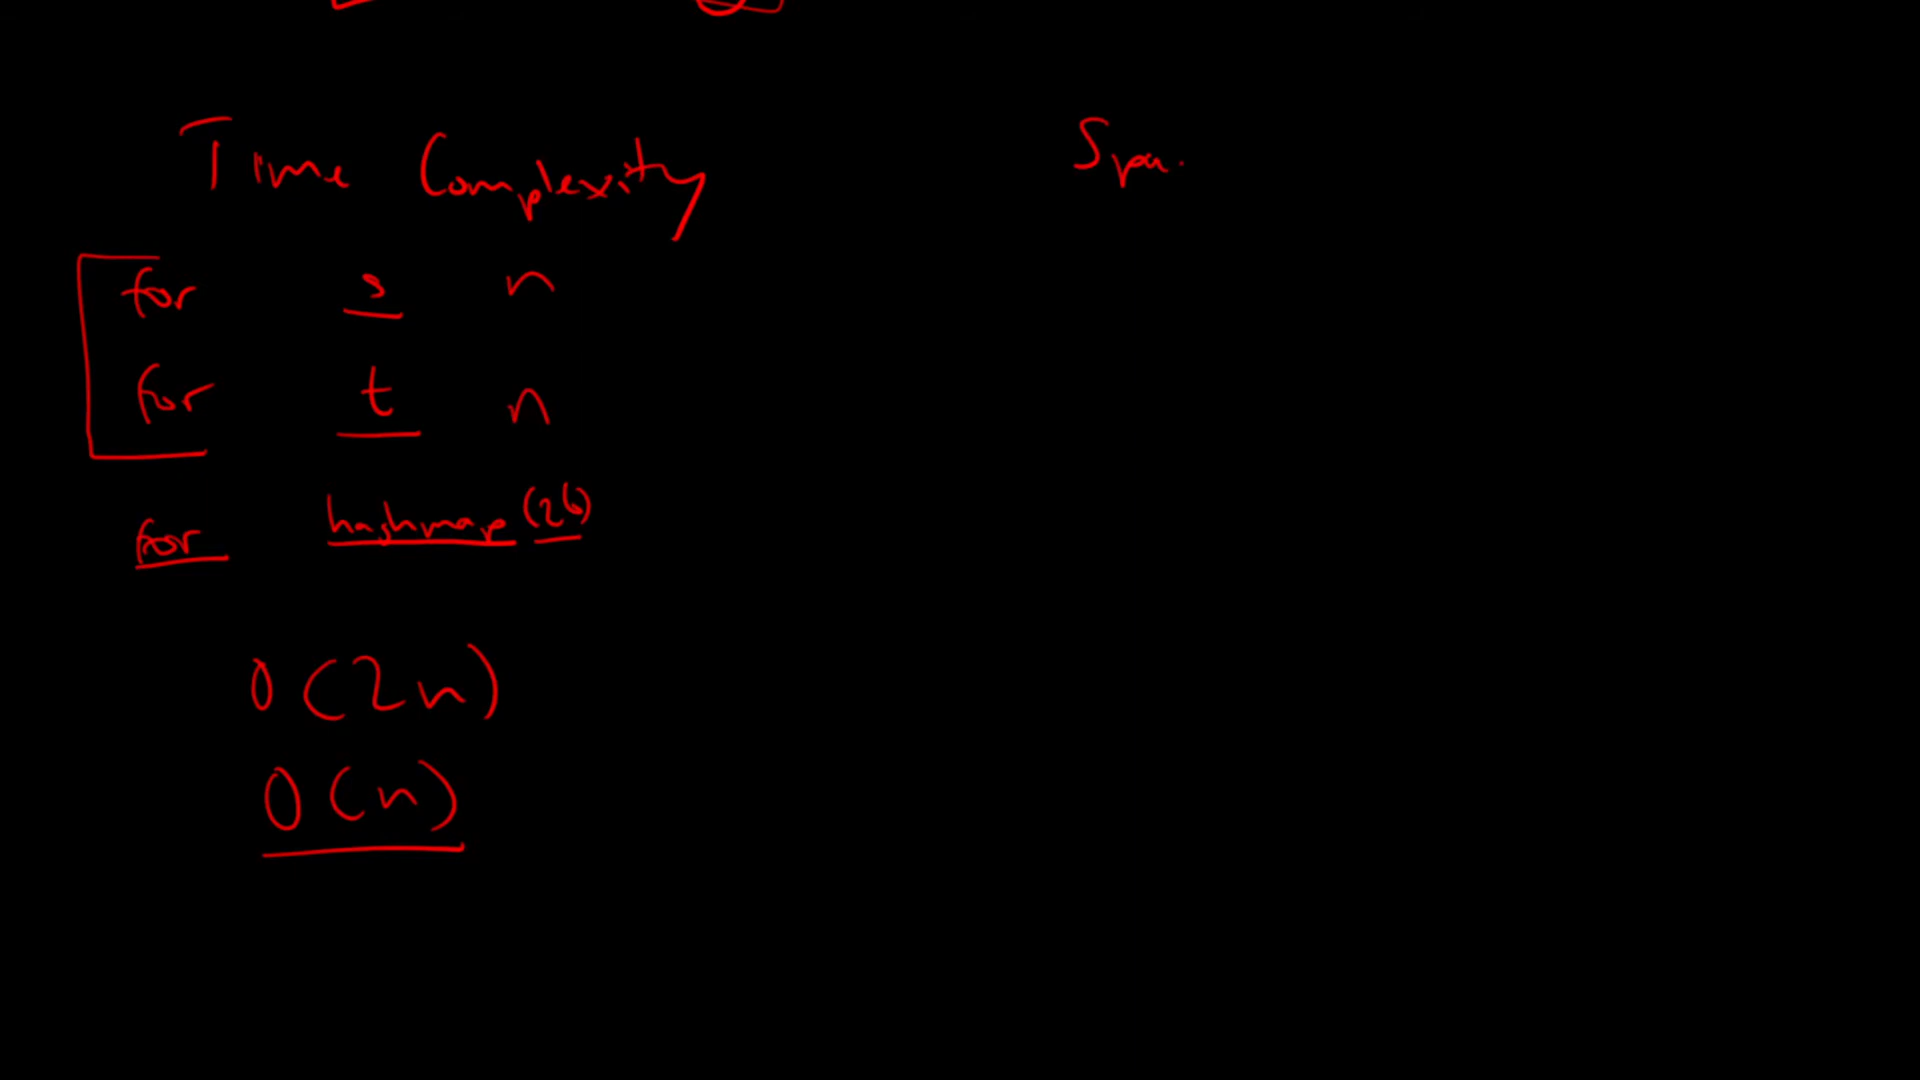 Time Complexity
for s n
for t n
for hashmap (26)
O(2n)
O(n)
Spa